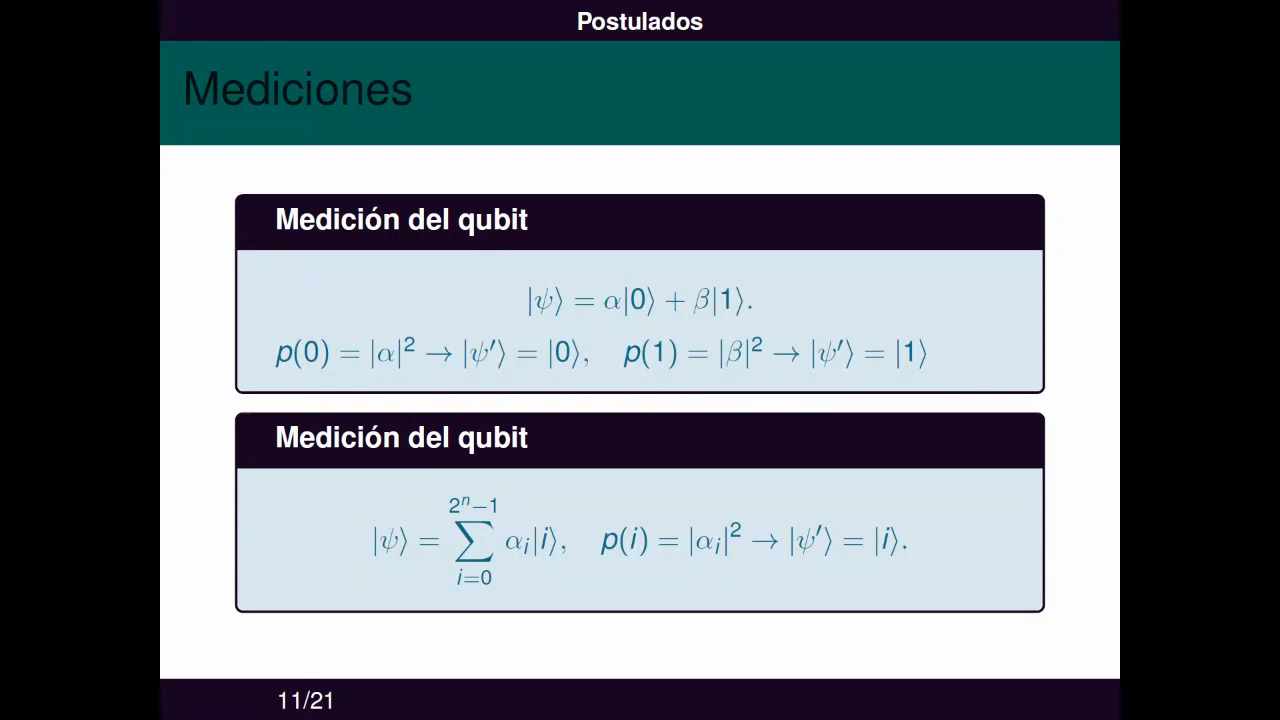 Postulados
Mediciones
Medición del qubit
|ψ⟩ = α|0⟩ + β|1⟩.
p(0) = |α|² → |ψ′⟩ = |0⟩, p(1) = |β|² → |ψ′⟩ = |1⟩
Medición del qubit
|ψ⟩ = ∑_{i=0}^{2ⁿ−1} αᵢ|i⟩, p(i) = |αᵢ|² → |ψ′⟩ = |i⟩.
11/21